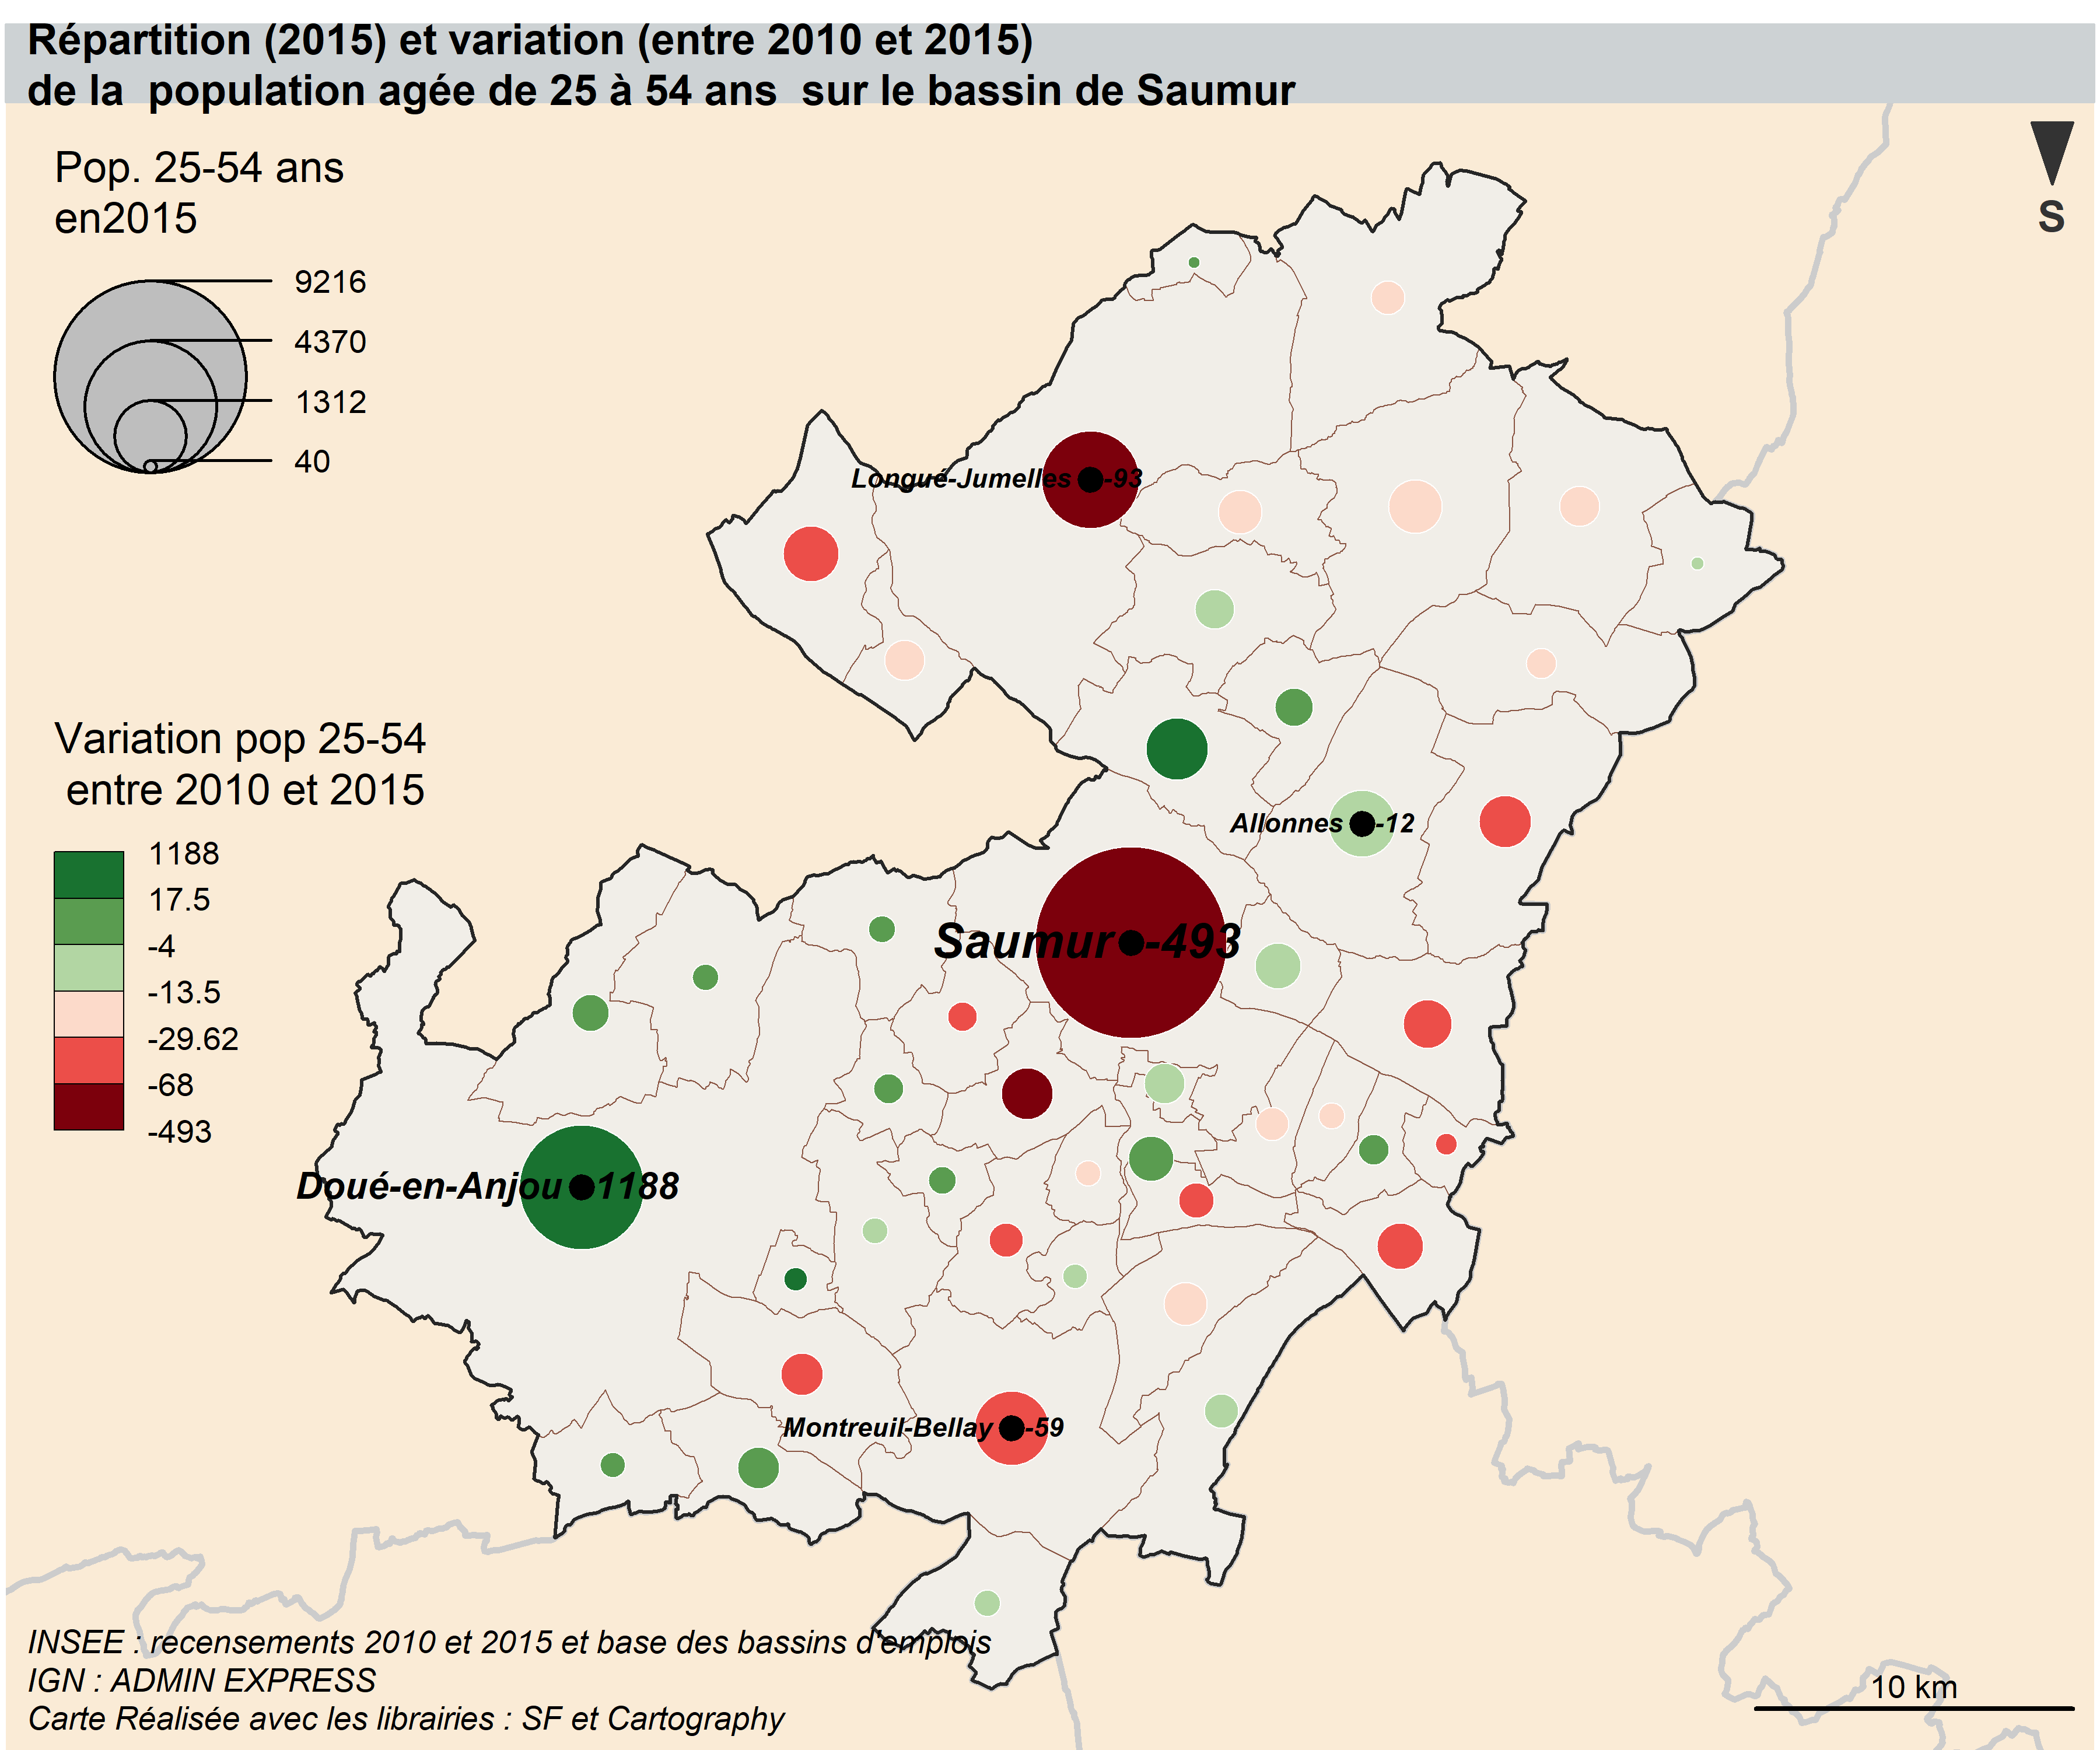 Répartition (2015) et variation (entre 2010 et 2015)
de la  population agée de 25 à 54 ans  sur le bassin de Saumur
S
Pop. 25-54 ans
en2015
9216
4370
1312
40
Longué-Jumelles -93
Variation pop 25-54
entre 2010 et 2015
1188
17.5
-4
-13.5
-29.62
-68
-493
Allonnes -12
Saumur -493
Doué-en-Anjou 1188
Montreuil-Bellay -59
INSEE : recensements 2010 et 2015 et base des bassins d'emplois
IGN : ADMIN EXPRESS
Carte Réalisée avec les librairies : SF et Cartography
10 km